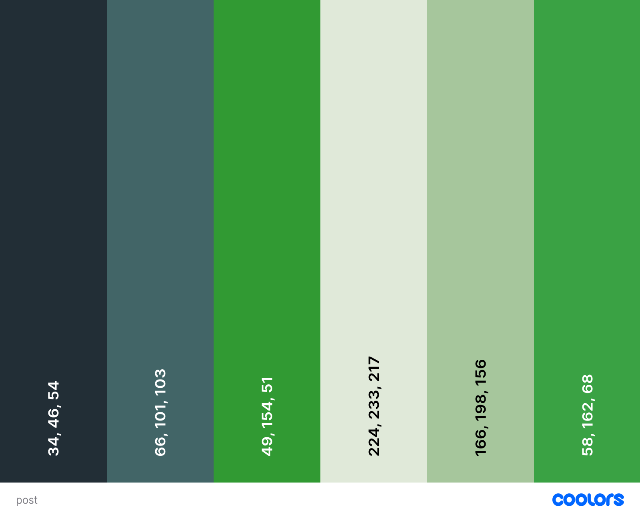 34, 46, 54
66, 101, 103
49, 154, 51
224, 233, 217
166, 198, 156
58, 162, 68
post
coolors